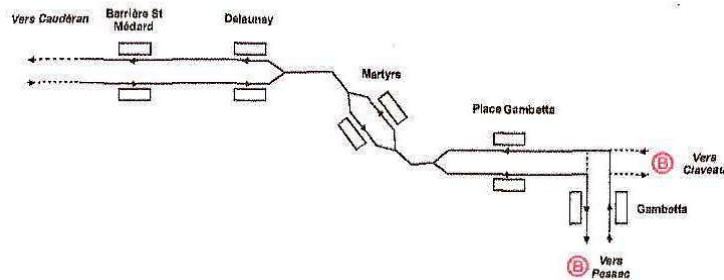 Vers Caudéran
Barrière St
Médard
Delaunay
Martyrs
Place Gambetta
B
Vers
Claveau
Gambetta
B
Vers
Pessac